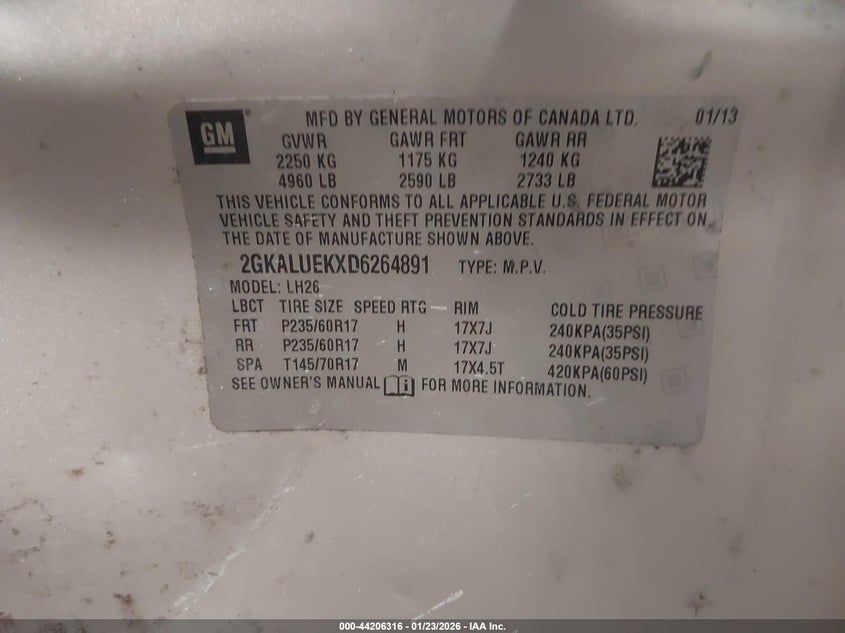 GM
MFD BY GENERAL MOTORS OF CANADA LTD. 01/13
GVWR GAWR FRT GAWR RR
2250 KG 1175 KG 1240 KG
4960 LB 2590 LB 2733 LB
THIS VEHICLE CONFORMS TO ALL APPLICABLE U.S. FEDERAL MOTOR
VEHICLE SAFETY AND THEFT PREVENTION STANDARDS IN EFFECT ON
THE DATE OF MANUFACTURE SHOWN ABOVE.
2GKALUEKXD6264891 TYPE: M.P.V.
MODEL: LH26
LBCT TIRE SIZE SPEED RTG RIM COLD TIRE PRESSURE
FRT P235/60R17 H 17X7J 240KPA(35PSI)
RR P235/60R17 H 17X7J 240KPA(35PSI)
SPA T145/70R17 M 17X4.5T 420KPA(60PSI)
SEE OWNER'S MANUAL FOR MORE INFORMATION.
000-44206316 - 01/23/2026 - IAA Inc.